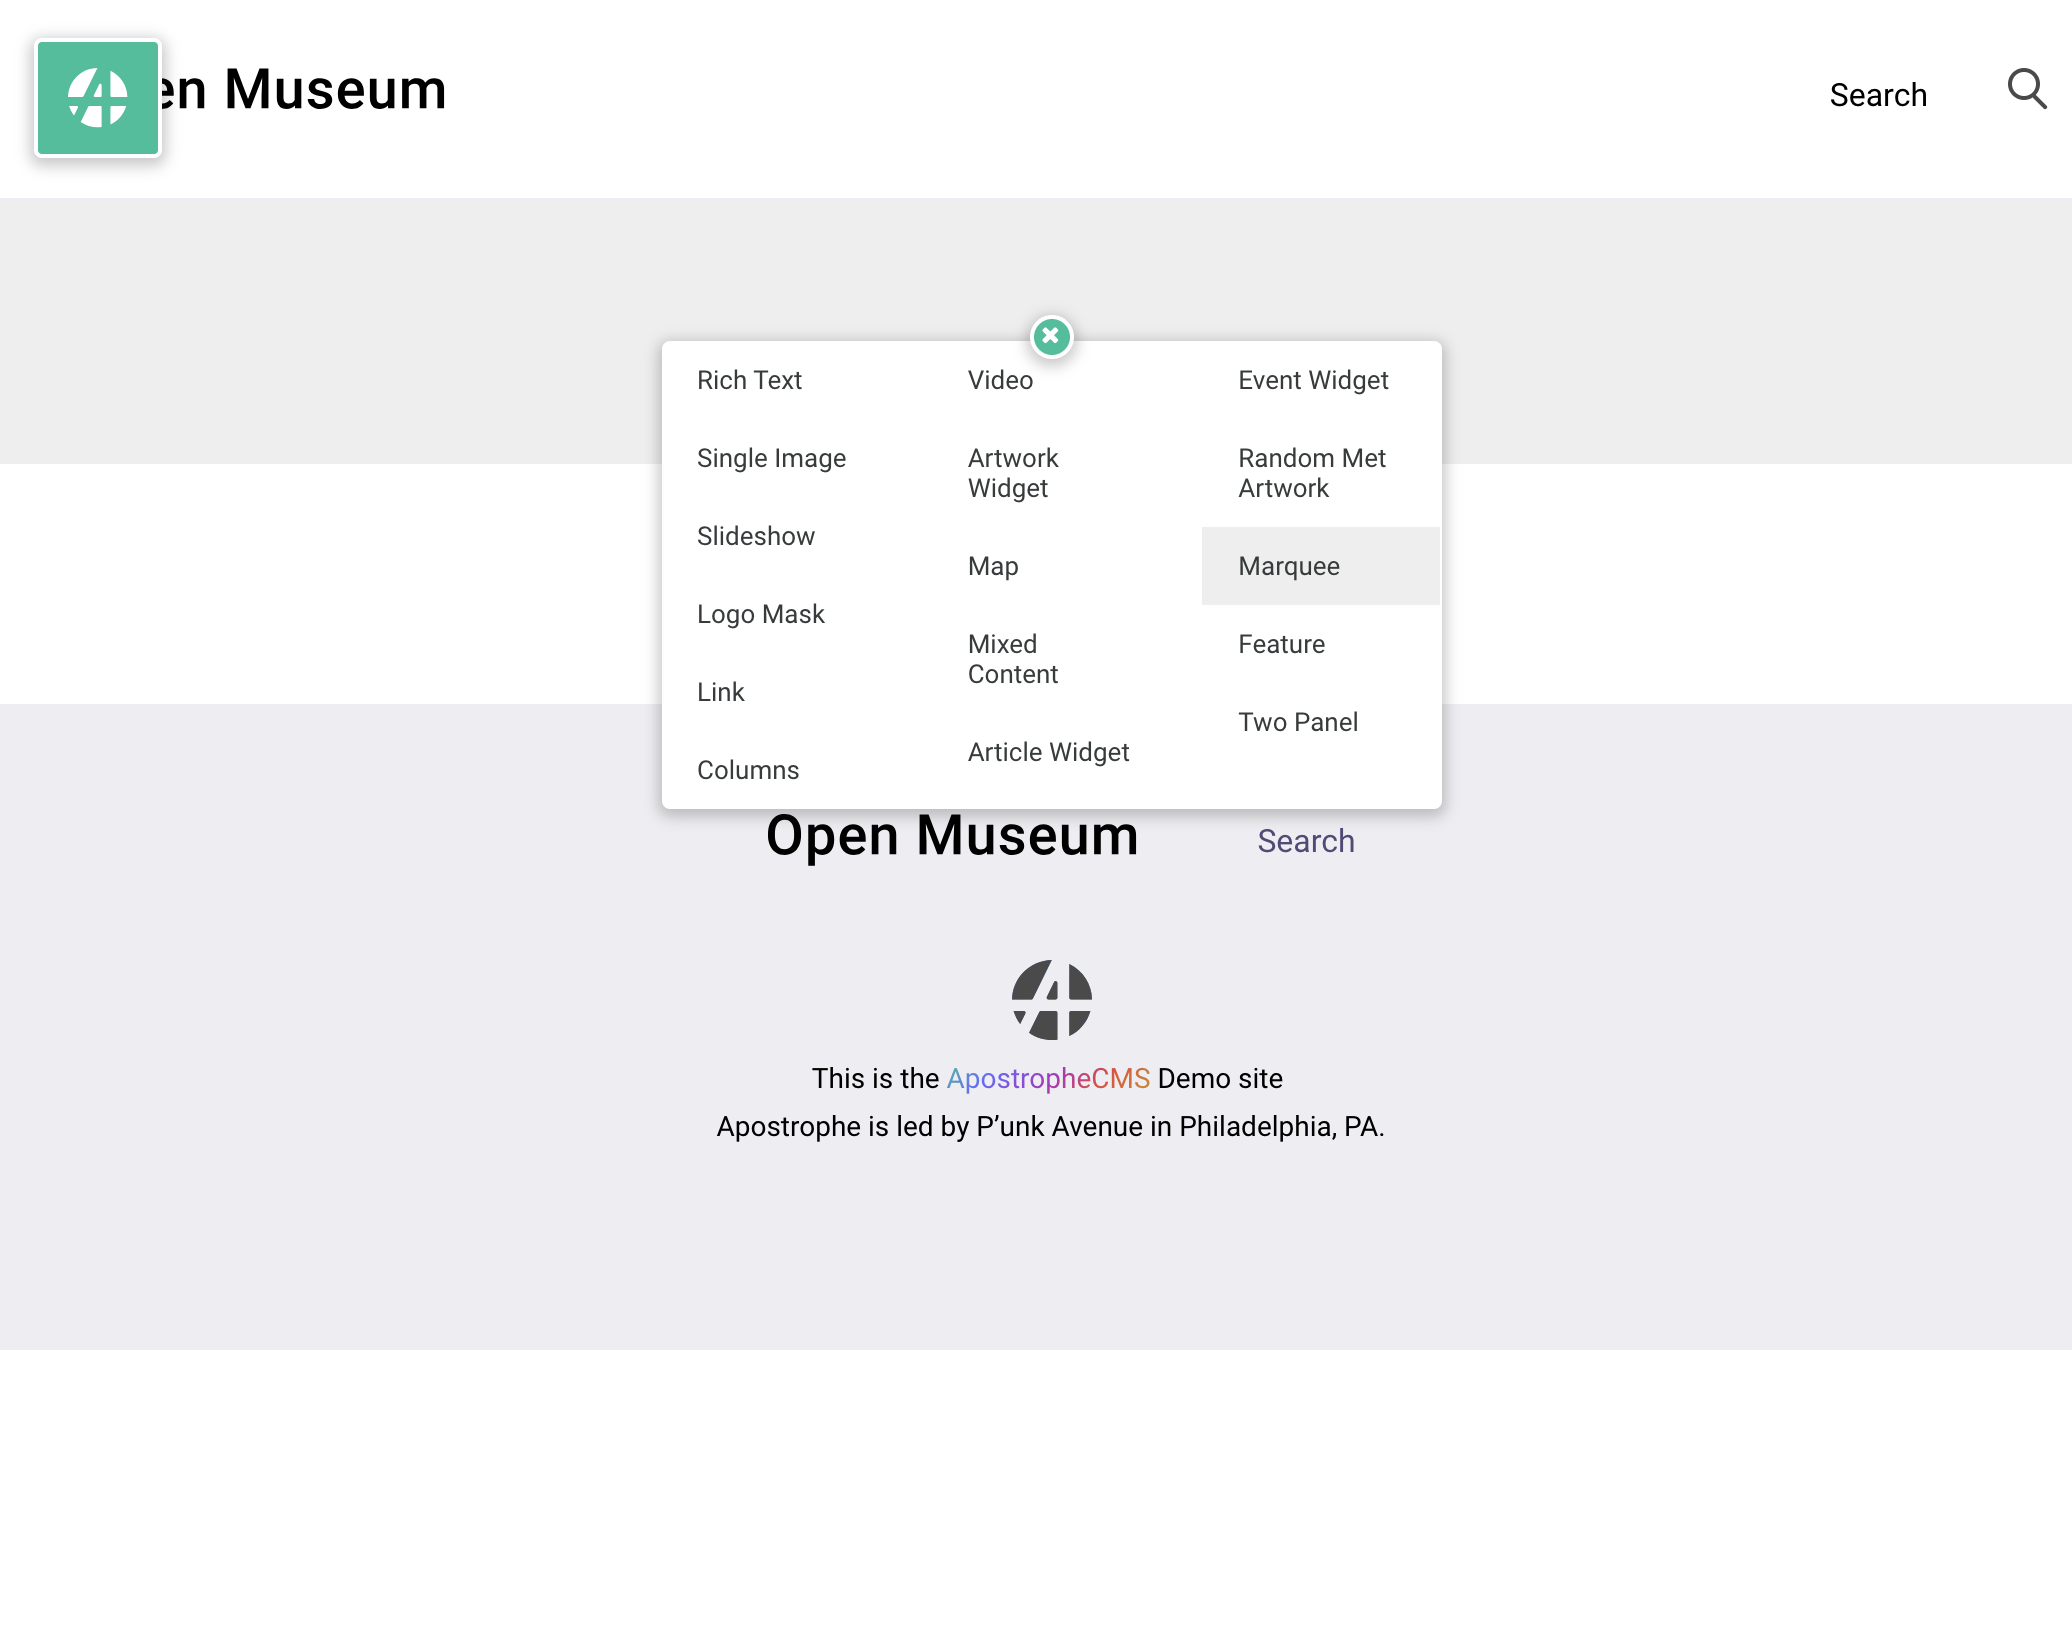 en Museum
Search
Rich Text
Single Image
Slideshow
Logo Mask
Link
Columns
Video
Artwork
Widget
Map
Mixed
Content
Article Widget
Event Widget
Random Met
Artwork
Marquee
Feature
Two Panel
Open Museum
Search
This is the ApostropheCMS Demo site
Apostrophe is led by P’unk Avenue in Philadelphia, PA.